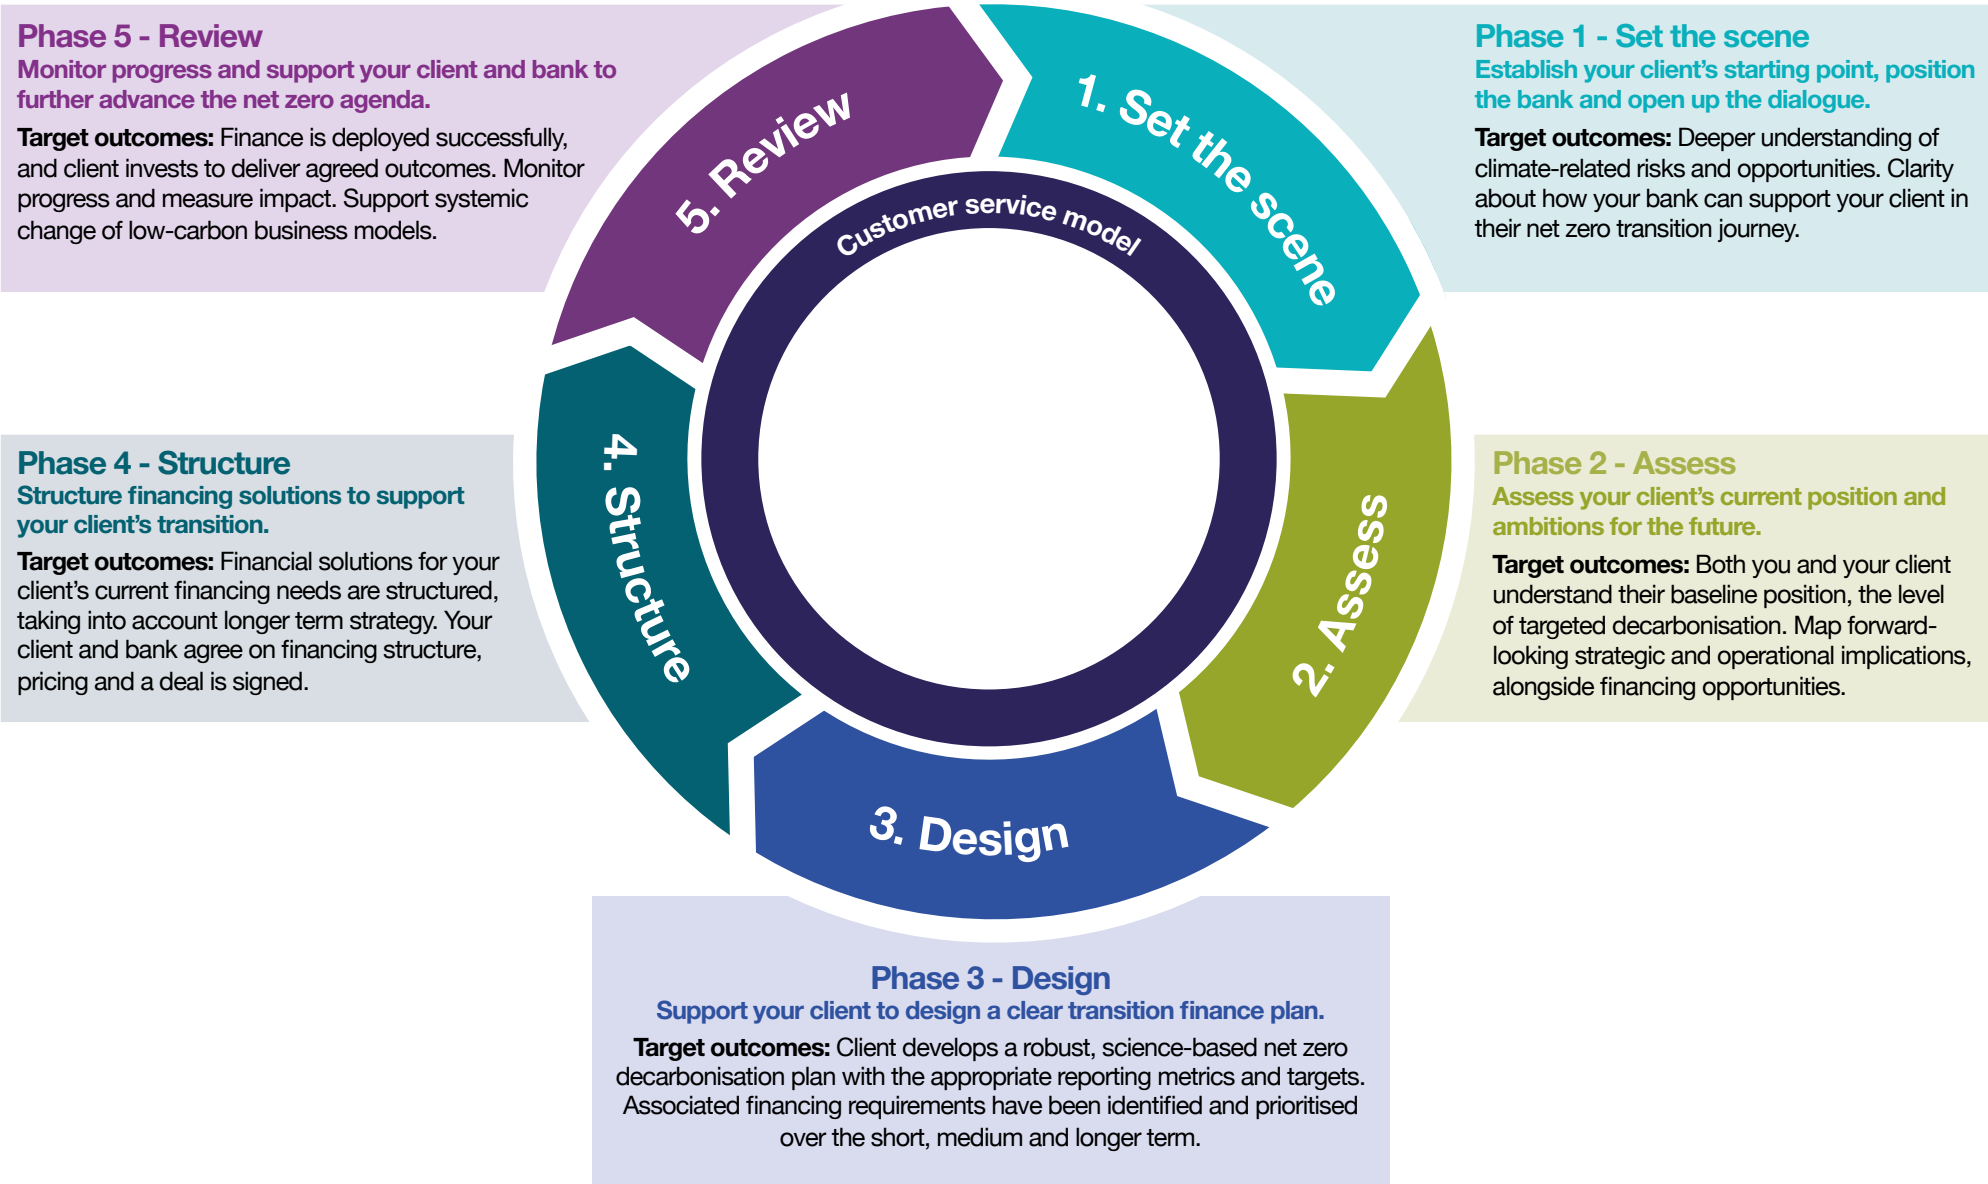 Phase 5 - Review
Monitor progress and support your client and bank to
further advance the net zero agenda.
Target outcomes: Finance is deployed successfully,
and client invests to deliver agreed outcomes. Monitor
progress and measure impact. Support systemic
change of low-carbon business models.
5. Review
1. Set the scene
Phase 1 - Set the scene
Establish your client’s starting point, position
the bank and open up the dialogue.
Target outcomes: Deeper understanding of
climate-related risks and opportunities. Clarity
about how your bank can support your client in
their net zero transition journey.
Customer service model
Phase 4 - Structure
Structure financing solutions to support
your client’s transition.
Target outcomes: Financial solutions for your
client’s current financing needs are structured,
taking into account longer term strategy. Your
client and bank agree on financing structure,
pricing and a deal is signed.
4. Structure
2. Assess
Phase 2 - Assess
Assess your client’s current position and
ambitions for the future.
Target outcomes: Both you and your client
understand their baseline position, the level
of targeted decarbonisation. Map forward-
looking strategic and operational implications,
alongside financing opportunities.
3. Design
Phase 3 - Design
Support your client to design a clear transition finance plan.
Target outcomes: Client develops a robust, science-based net zero
decarbonisation plan with the appropriate reporting metrics and targets.
Associated financing requirements have been identified and prioritised
over the short, medium and longer term.